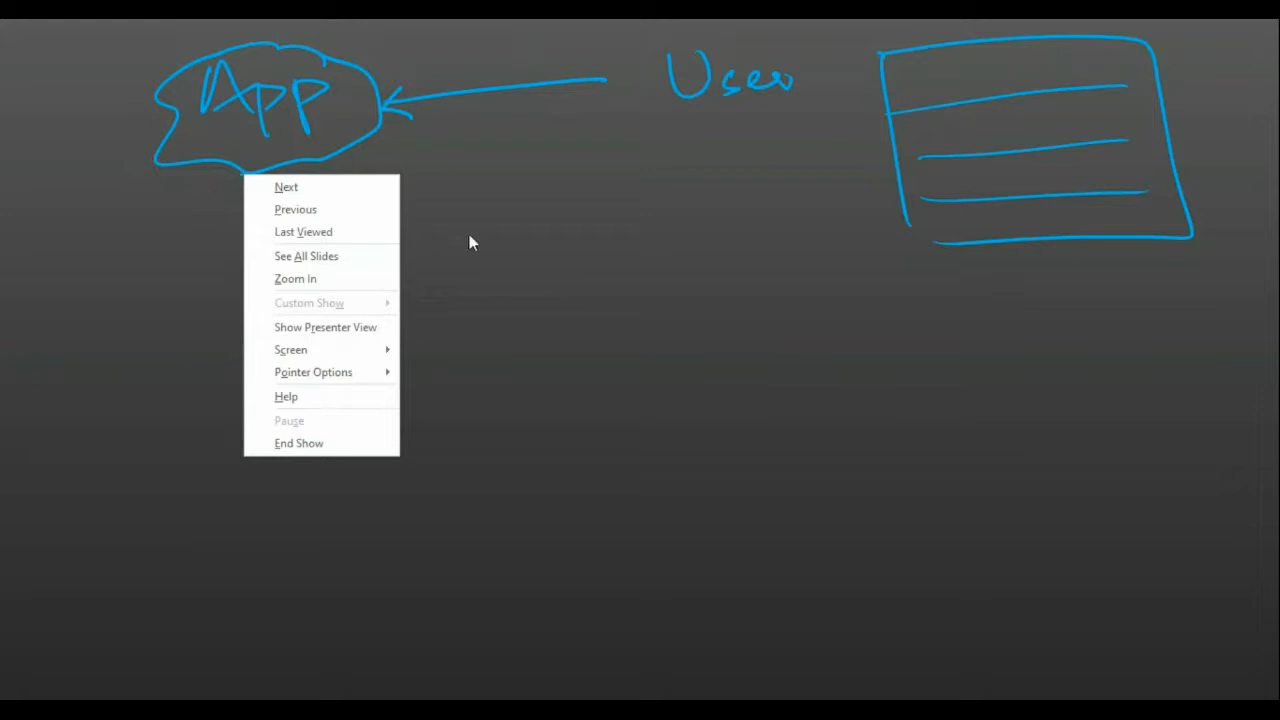 App
User
Next
Previous
Last Viewed
See All Slides
Zoom In
Custom Show
Show Presenter View
Screen
Pointer Options
Help
Pause
End Show